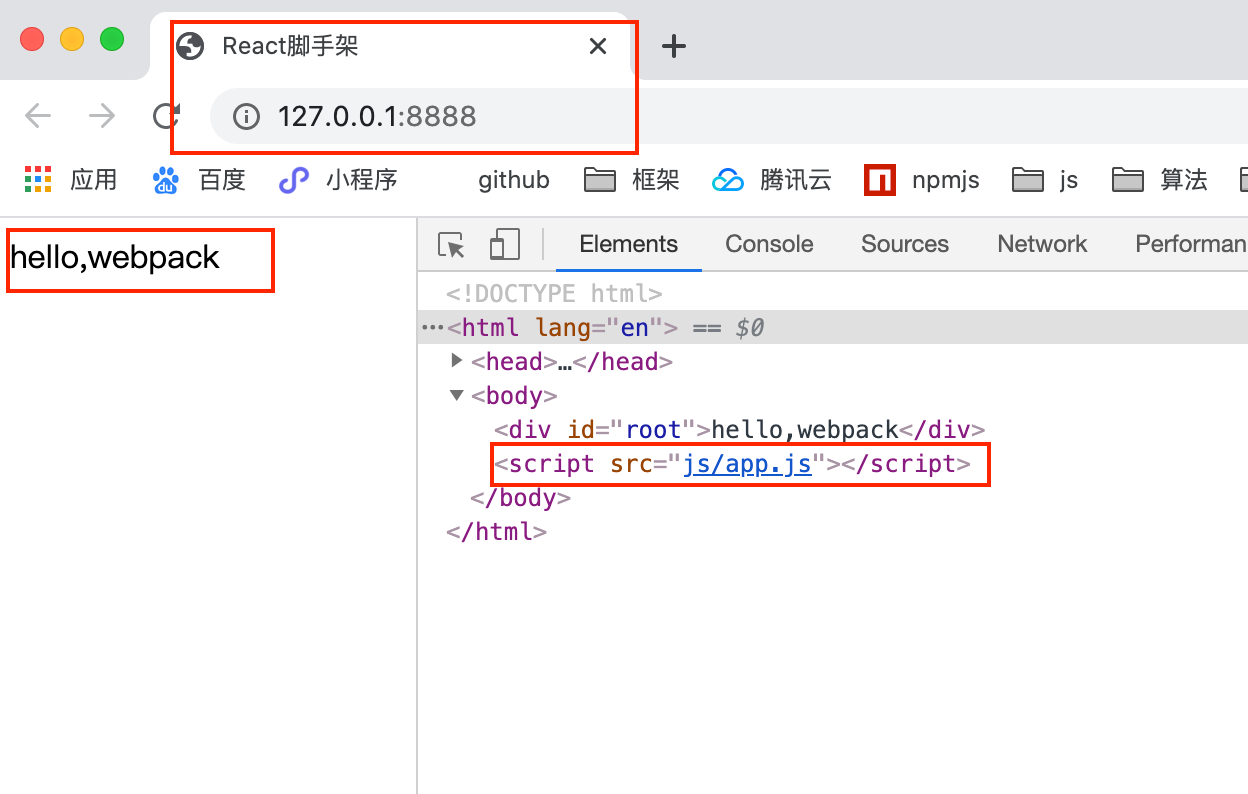 React脚手架
127.0.0.1:8888
应用 百度 小程序 github 框架 腾讯云 npmjs js 算法
hello,webpack
Elements Console Sources Network Performan
<!DOCTYPE html>
<html lang="en"> == $0
<head>…</head>
<body>
<div id="root">hello,webpack</div>
<script src="js/app.js"></script>
</body>
</html>